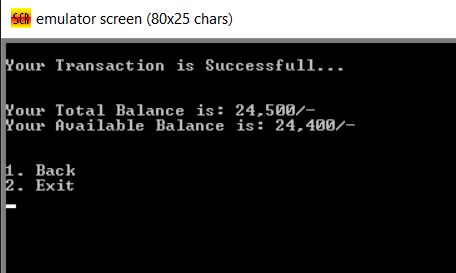 SCR emulator screen (80x25 chars)
Your Transaction is Successfull...
Your Total Balance is: 24,500/-
Your Available Balance is: 24,400/-
1. Back
2. Exit